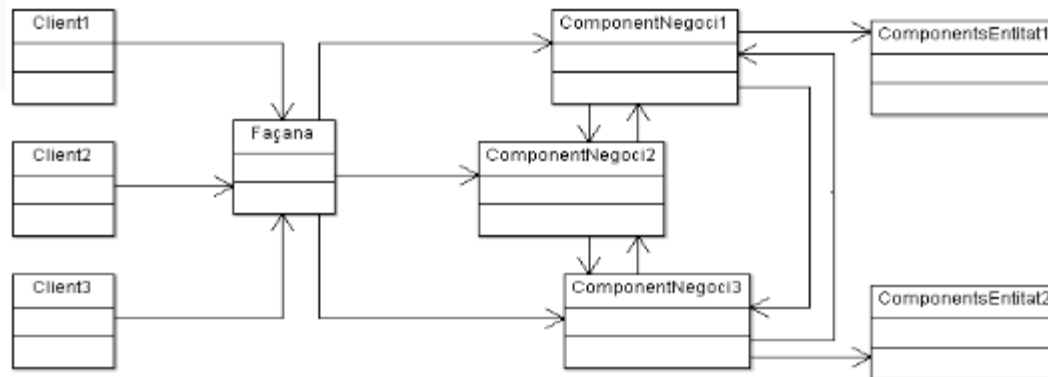 Client1
ComponentNegoci1
ComponentsEntitat1
Façana
Client2
ComponentNegoci2
Client3
ComponentNegoci3
ComponentsEntitat2